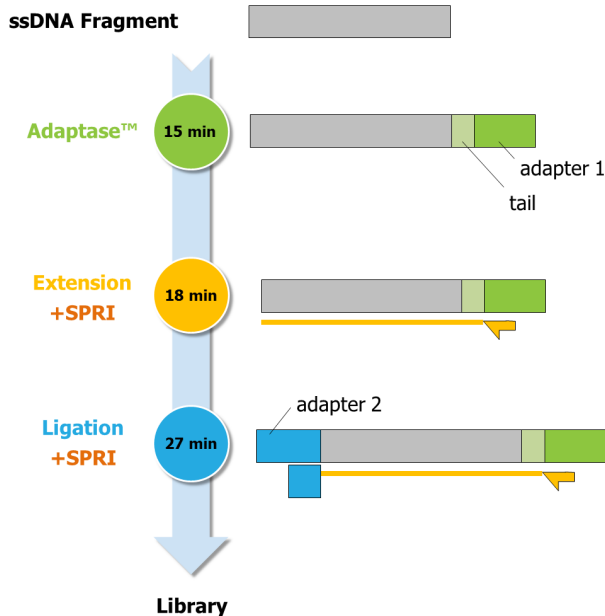 ssDNA Fragment
Adaptase™
15 min
adapter 1
tail
Extension
+SPRI
18 min
adapter 2
Ligation
+SPRI
27 min
Library